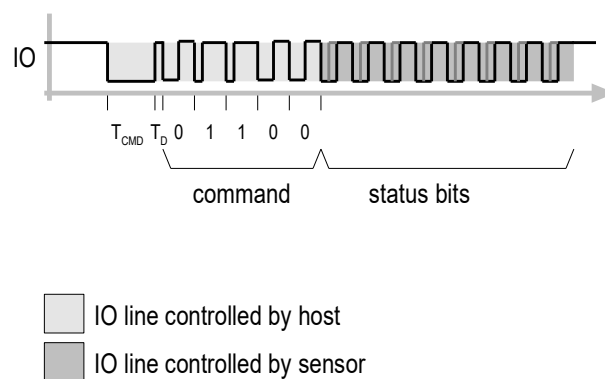 IO
TCMD TD 0 1 1 0 0
command status bits
IO line controlled by host
IO line controlled by sensor